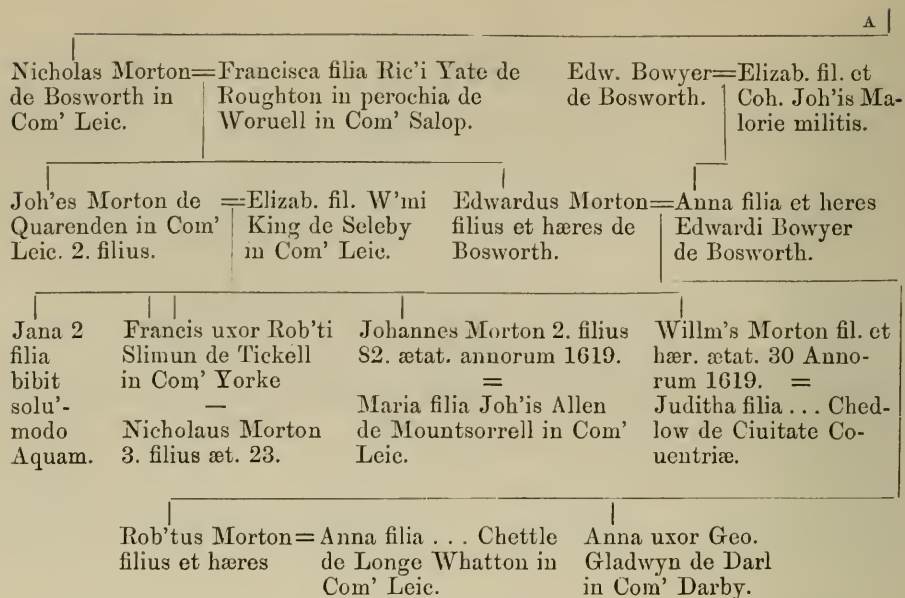 A
Nicholas Morton=Francisca filia Ric'i Yate de
de Bosworth in Roughton in perochia de
Com' Leic. Woruell in Com' Salop.
Edw. Bowyer=Elizab. fil. et
de Bosworth. Coh. Joh'is Ma-
lorie militis.
Joh'es Morton de =Elizab. fil. W'mi
Quarenden in Com' King de Seleby
Leic. 2. filius. in Com' Leic.
Edwardus Morton=Anna filia et heres
filius et hæres de Edwardi Bowyer
Bosworth. de Bosworth.
Jana 2
filia
bibit
solu'-
modo
Aquam.
Francis uxor Rob'ti
Slimun de Tickell
in Com' Yorke
—
Nicholaus Morton
3. filius æt. 23.
Johannes Morton 2. filius
S2. ætat. annorum 1619.
=
Maria filia Joh'is Allen
de Mountsorrell in Com'
Leic.
Willm's Morton fil. et
hær. ætat. 30 Anno-
rum 1619. =
Juditha filia . . . Ched-
low de Ciuitate Co-
uentriæ.
Rob'tus Morton= Anna filia . . . Chettle
filius et hæres de Longe Whatton in
Com' Leic.
Anna uxor Geo.
Gladwyn de Darl
in Com' Darby.